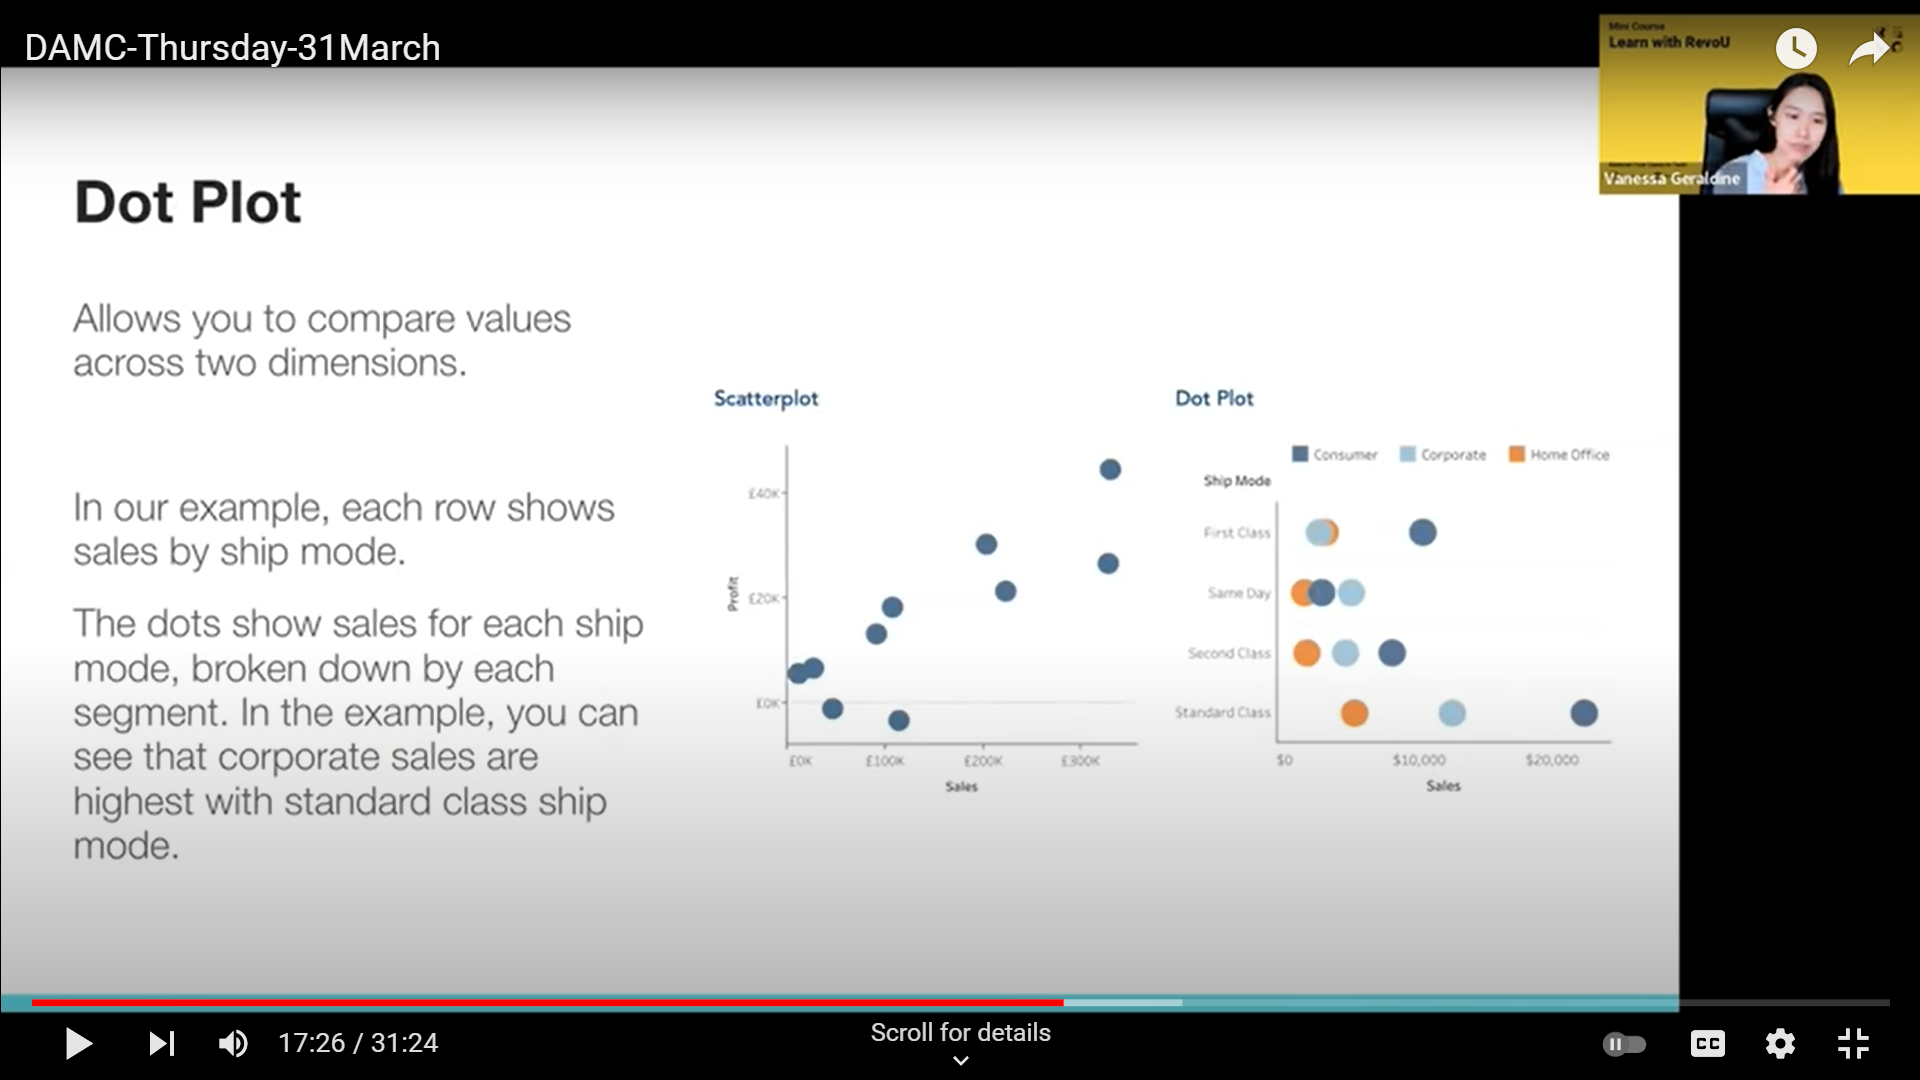 DAMC-Thursday-31March
Mini Course
Learn with RevoU
Vanessa Geraldine
Dot Plot
Allows you to compare values
across two dimensions.
In our example, each row shows
sales by ship mode.
The dots show sales for each ship
mode, broken down by each
segment. In the example, you can
see that corporate sales are
highest with standard class ship
mode.
Scatterplot
£40K
£20K
£0K
Profit
£0K £100K £200K £300K
Sales
Dot Plot
Consumer Corporate Home Office
Ship Mode
First Class
Same Day
Second Class
Standard Class
$0 $10,000 $20,000
Sales
17:26 / 31:24
Scroll for details
CC